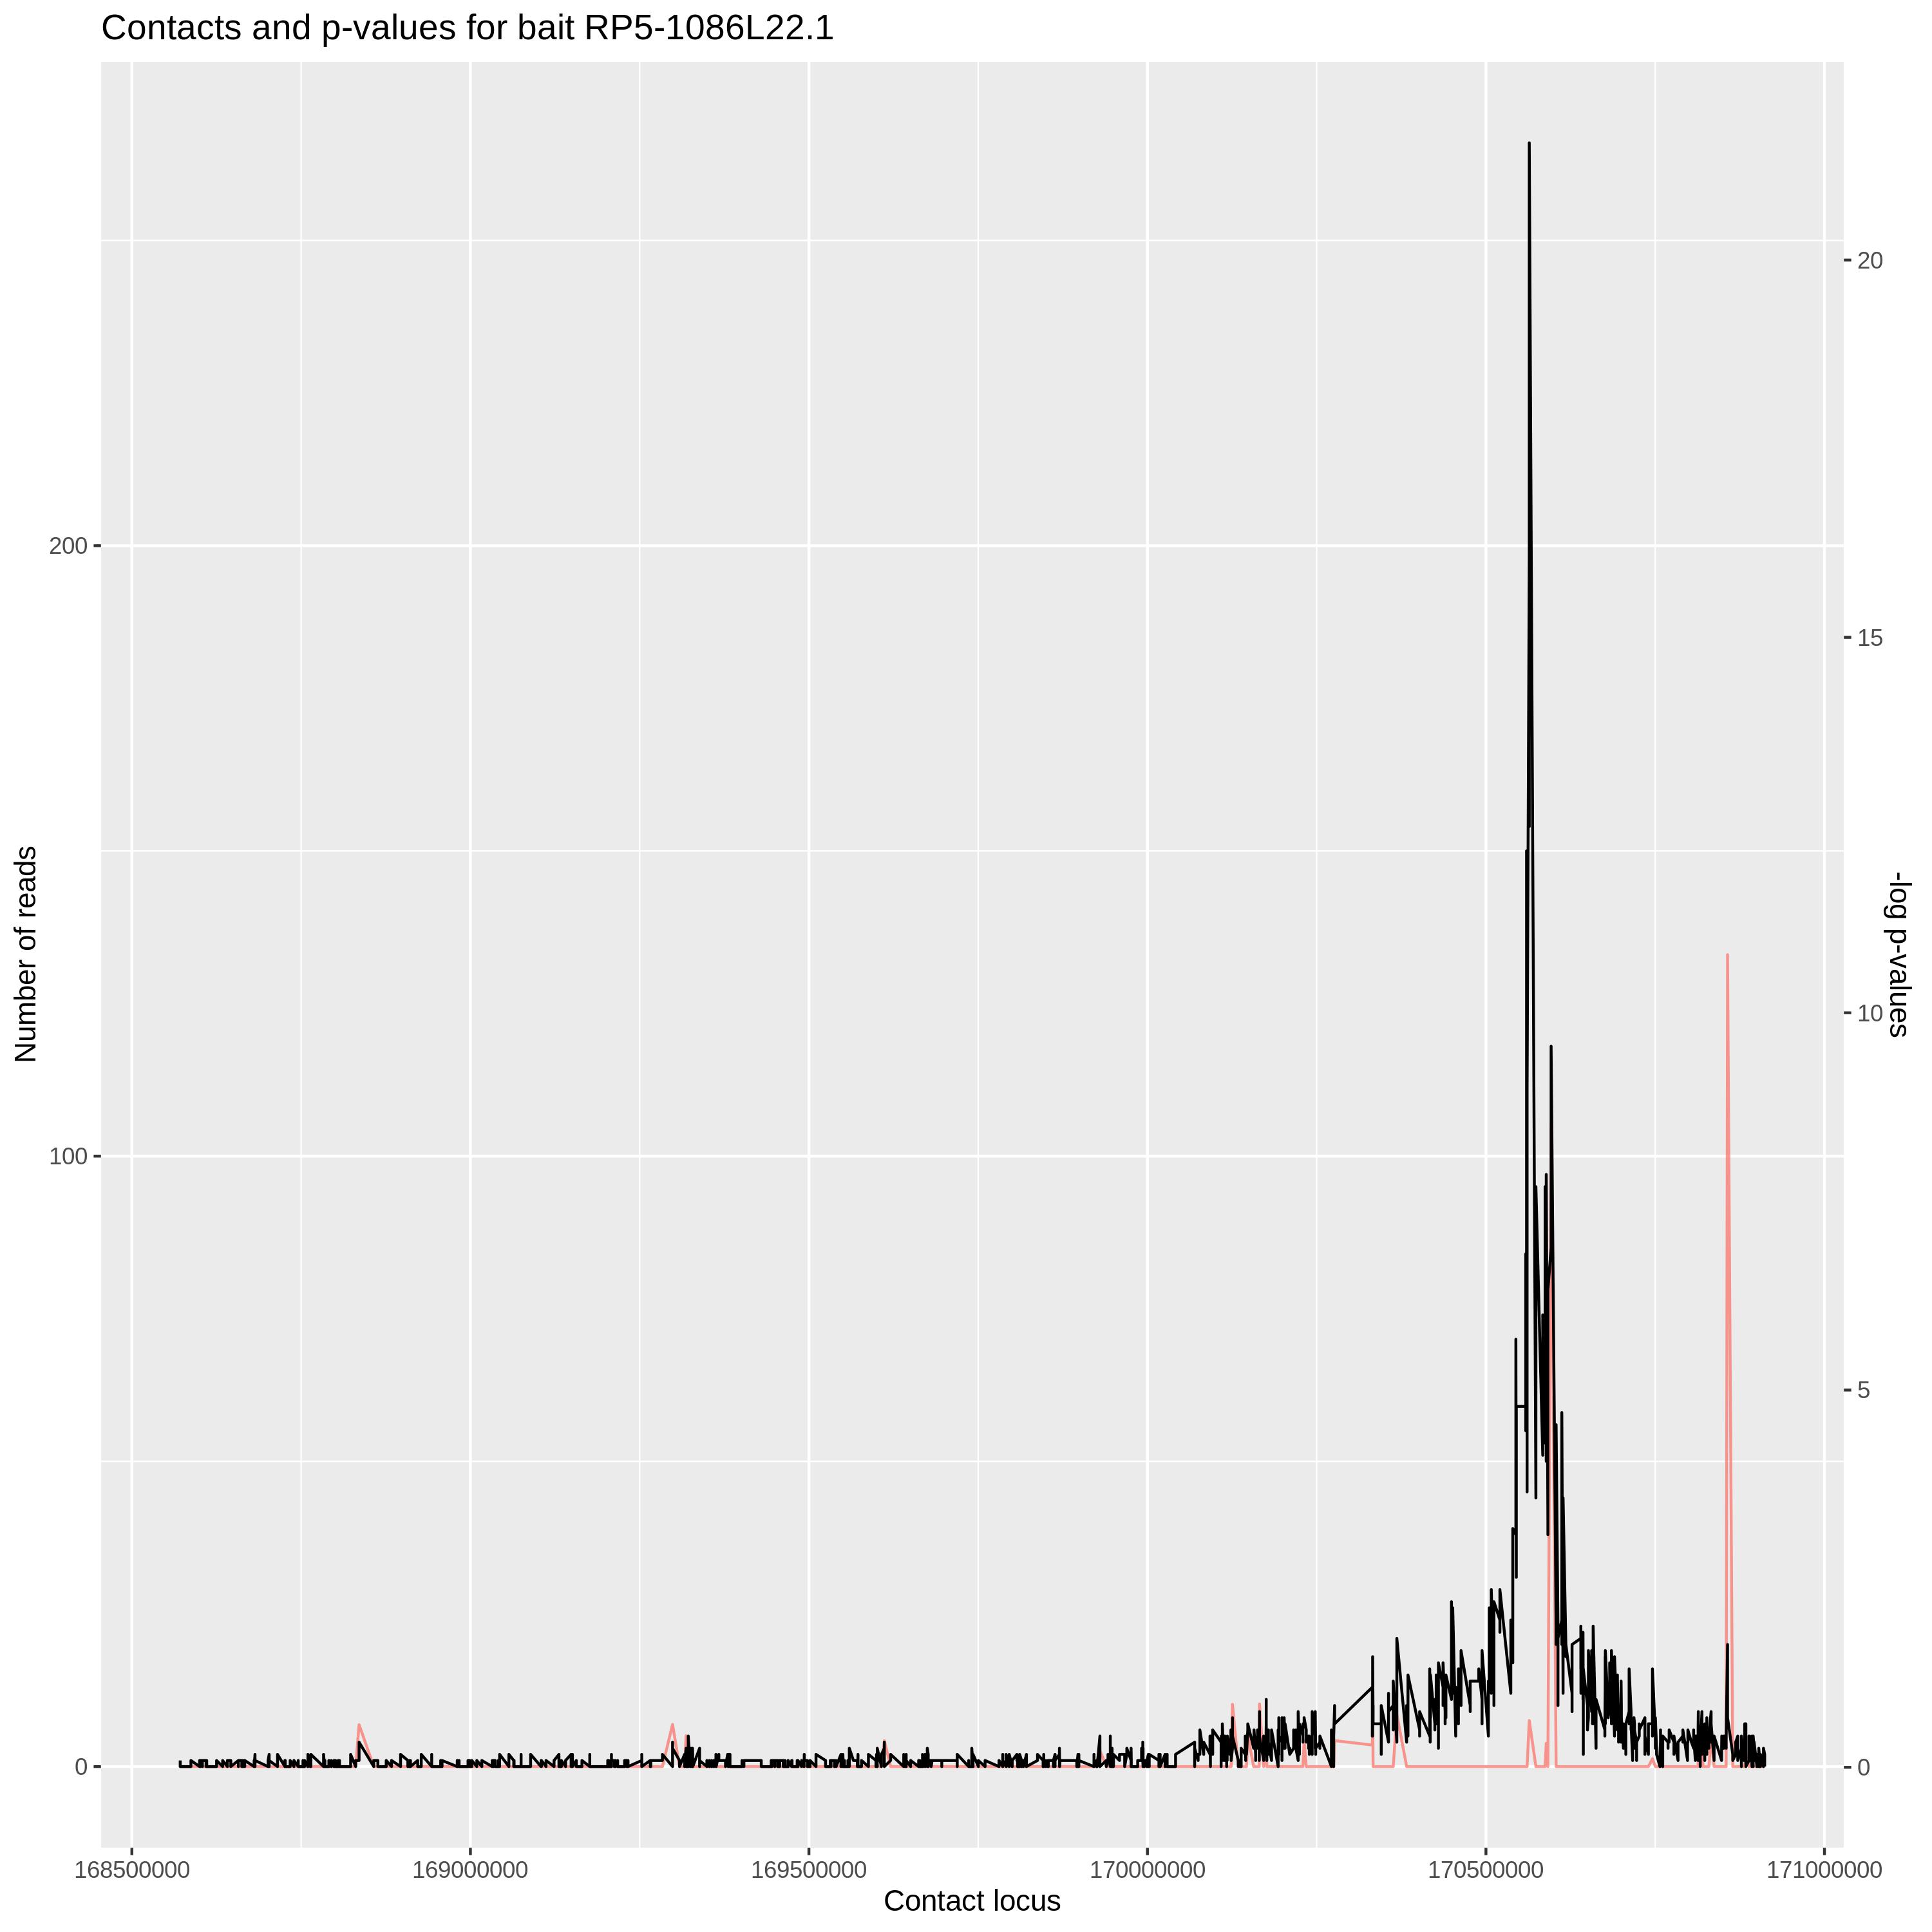 Contacts and p-values for bait RP5-1086L22.1
Number of reads
200
100
0
20
15
10
5
0
-log p-values
168500000 169000000 169500000 170000000 170500000 171000000
Contact locus